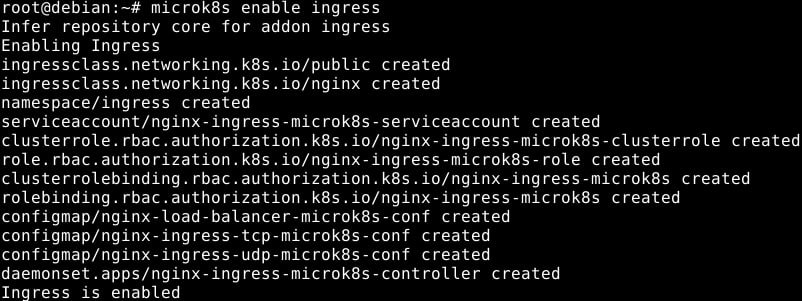 root@debian:~# microk8s enable ingress
Infer repository core for addon ingress
Enabling Ingress
ingressclass.networking.k8s.io/public created
ingressclass.networking.k8s.io/nginx created
namespace/ingress created
serviceaccount/nginx-ingress-microk8s-serviceaccount created
clusterrole.rbac.authorization.k8s.io/nginx-ingress-microk8s-clusterrole created
role.rbac.authorization.k8s.io/nginx-ingress-microk8s-role created
clusterrolebinding.rbac.authorization.k8s.io/nginx-ingress-microk8s created
rolebinding.rbac.authorization.k8s.io/nginx-ingress-microk8s created
configmap/nginx-load-balancer-microk8s-conf created
configmap/nginx-ingress-tcp-microk8s-conf created
configmap/nginx-ingress-udp-microk8s-conf created
daemonset.apps/nginx-ingress-microk8s-controller created
Ingress is enabled